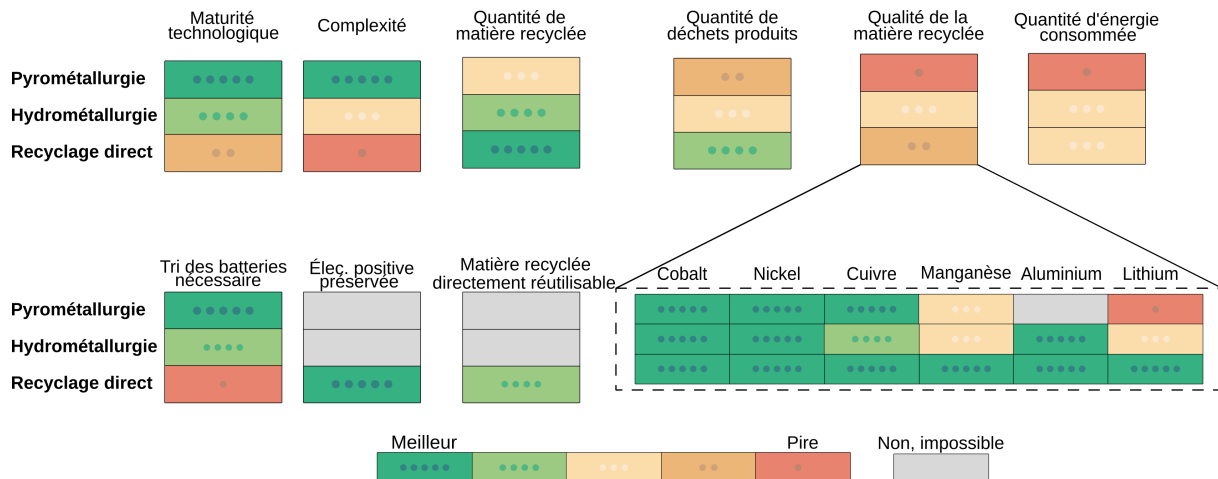 Maturité
technologique
Complexité
Quantité de
matière recyclée
Quantité de
déchets produits
Qualité de la
matière recyclée
Quantité d'énergie
consommée
Pyrométallurgie
Hydrométallurgie
Recyclage direct
Tri des batteries
nécessaire
Élec. positive
préservée
Matière recyclée
directement réutilisable
Cobalt
Nickel
Cuivre
Manganèse
Aluminium
Lithium
Pyrométallurgie
Hydrométallurgie
Recyclage direct
Meilleur
Pire
Non, impossible